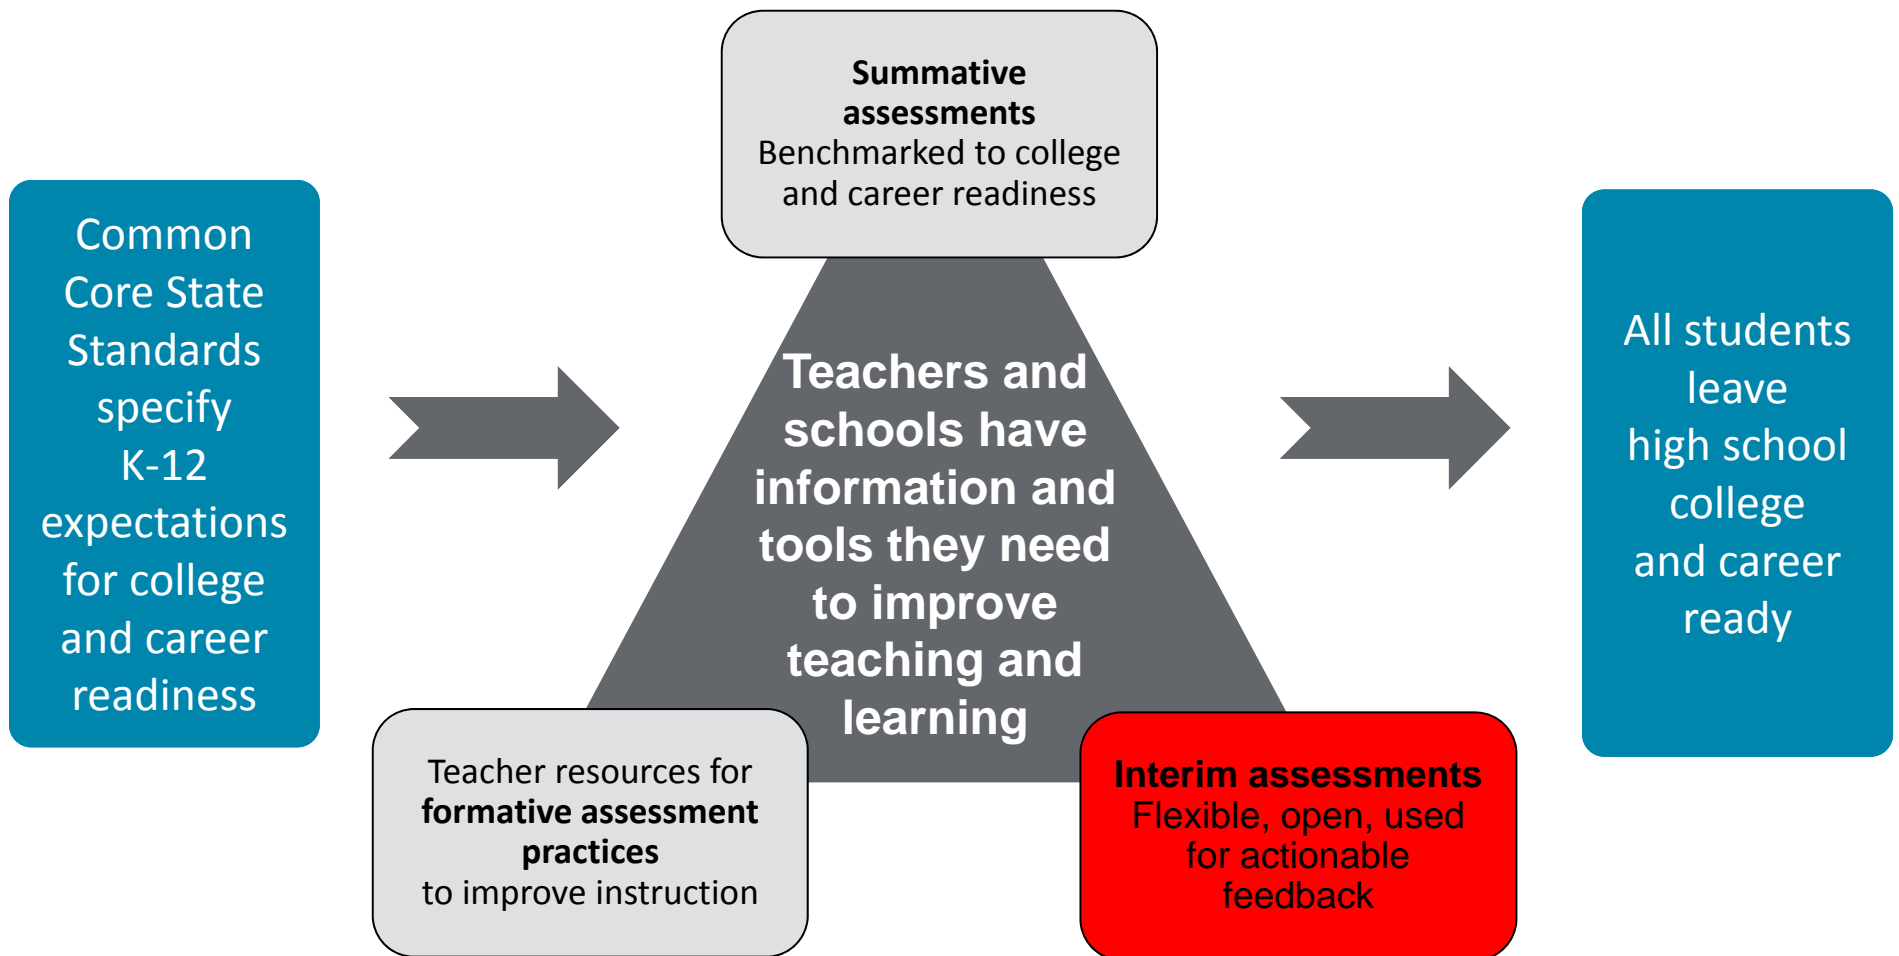 Common
Core State
Standards
specify
K-12
expectations
for college
and career
readiness
Summative
assessments
Benchmarked to college
and career readiness
Teachers and
schools have
information and
tools they need
to improve
teaching and
learning
Teacher resources for
formative assessment
practices
to improve instruction
Interim assessments
Flexible, open, used
for actionable
feedback
All students
leave
high school
college
and career
ready